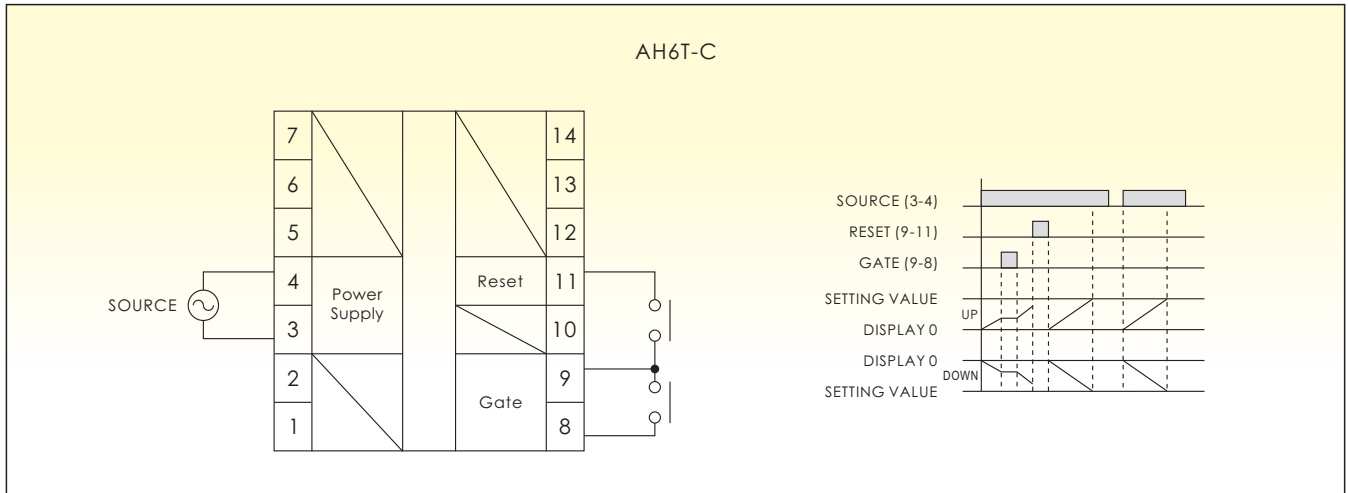 AH6T-C
7
6
5
4
3
2
1
Power
Supply
SOURCE
14
13
12
11
10
9
8
Reset
Gate
SOURCE (3-4)
RESET (9-11)
GATE (9-8)
SETTING VALUE
UP
DISPLAY 0
DISPLAY 0
DOWN
SETTING VALUE